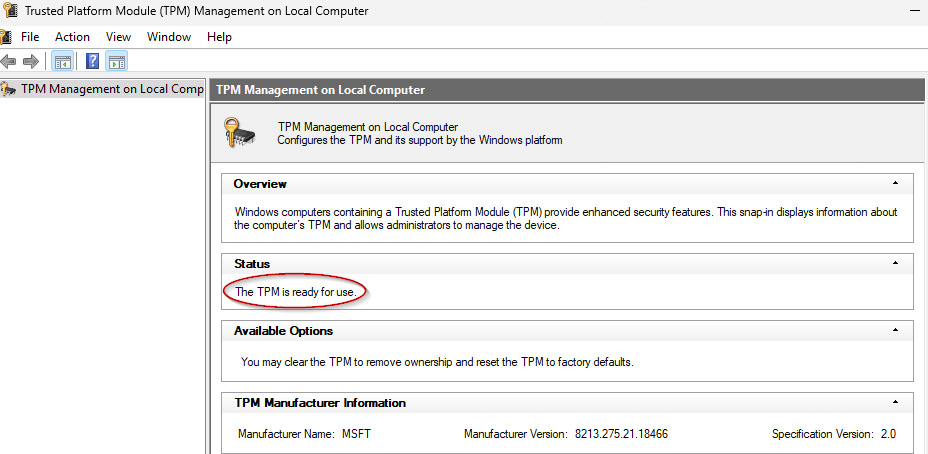 Trusted Platform Module (TPM) Management on Local Computer
File Action View Window Help
TPM Management on Local Comp
TPM Management on Local Computer
TPM Management on Local Computer
Configures the TPM and its support by the Windows platform
Overview
Windows computers containing a Trusted Platform Module (TPM) provide enhanced security features. This snap-in displays information about
the computer's TPM and allows administrators to manage the device.
Status
The TPM is ready for use.
Available Options
You may clear the TPM to remove ownership and reset the TPM to factory defaults.
TPM Manufacturer Information
Manufacturer Name: MSFT Manufacturer Version: 8213.275.21.18466 Specification Version: 2.0